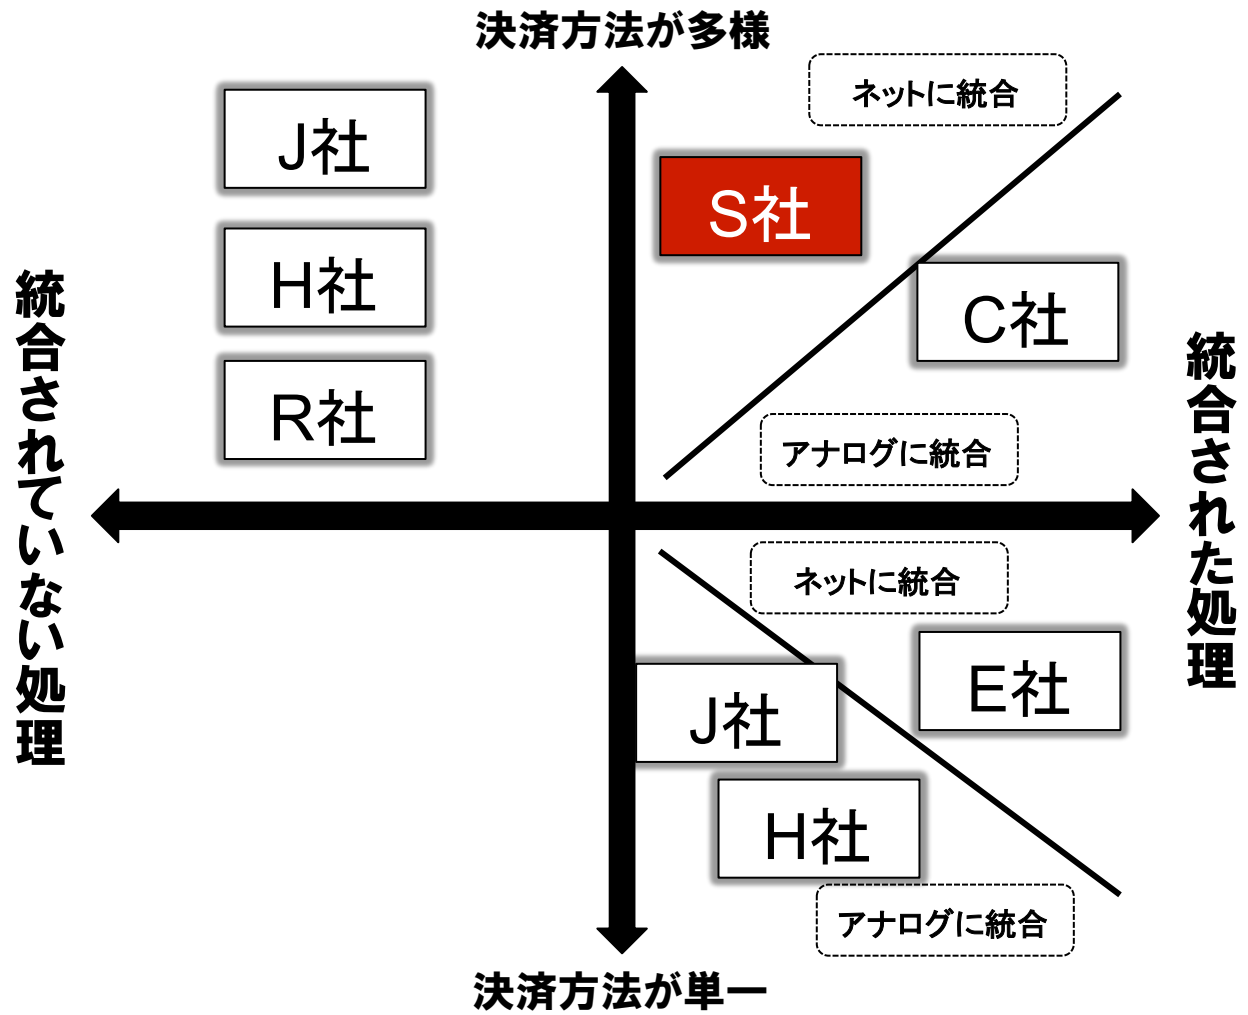 決済方法が多様
ネットに統合
J社
S社
H社
C社
R社
アナログに統合
統合されていない処理
統合された処理
ネットに統合
E社
J社
H社
アナログに統合
決済方法が単一